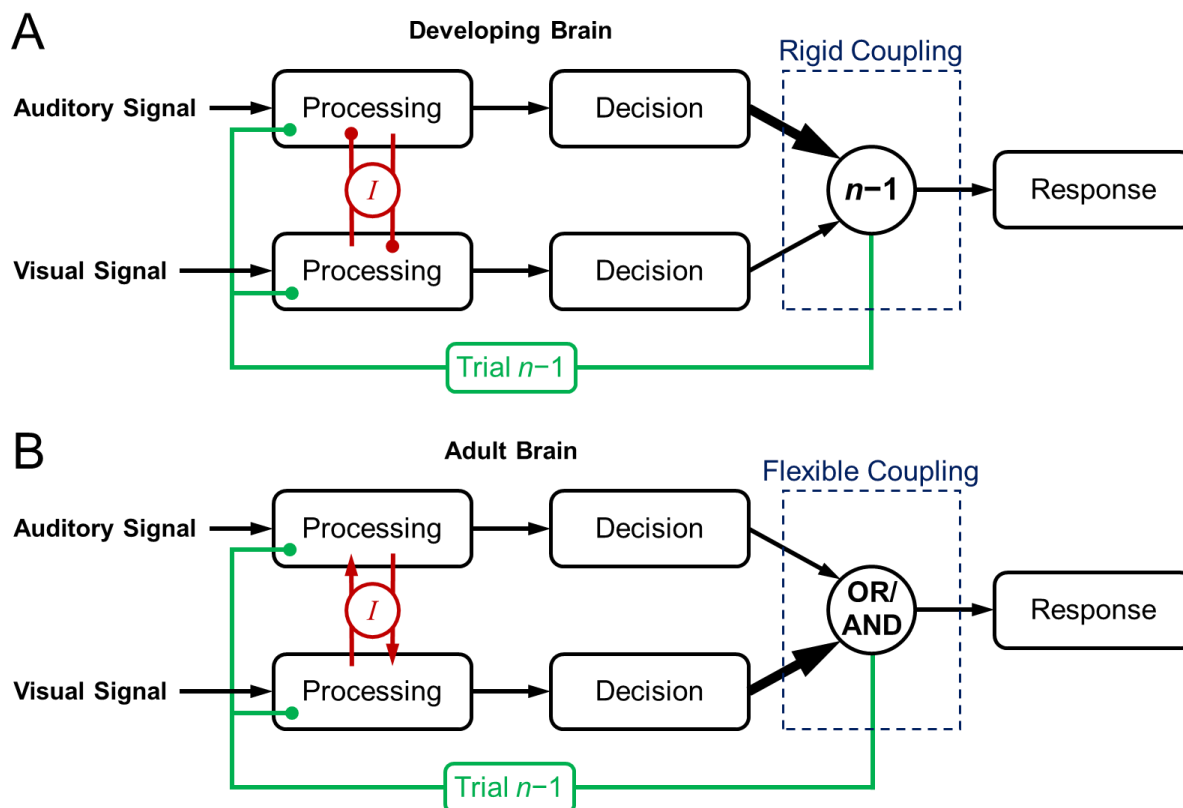 A
Developing Brain
Rigid Coupling
Auditory Signal
Processing
Decision
I
n−1
Response
Visual Signal
Processing
Decision
Trial n−1
B
Adult Brain
Flexible Coupling
Auditory Signal
Processing
Decision
I
OR/
AND
Response
Visual Signal
Processing
Decision
Trial n−1